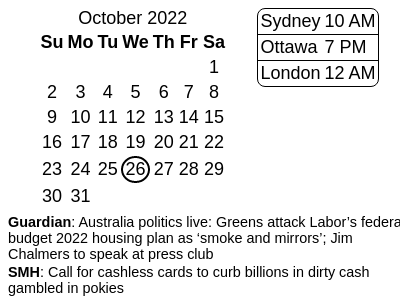 October 2022
Su Mo Tu We Th Fr Sa
1
2 3 4 5 6 7 8
9 10 11 12 13 14 15
16 17 18 19 20 21 22
23 24 25 26 27 28 29
30 31
Sydney 10 AM
Ottawa 7 PM
London 12 AM
Guardian: Australia politics live: Greens attack Labor’s federa
budget 2022 housing plan as ‘smoke and mirrors’; Jim
Chalmers to speak at press club
SMH: Call for cashless cards to curb billions in dirty cash
gambled in pokies